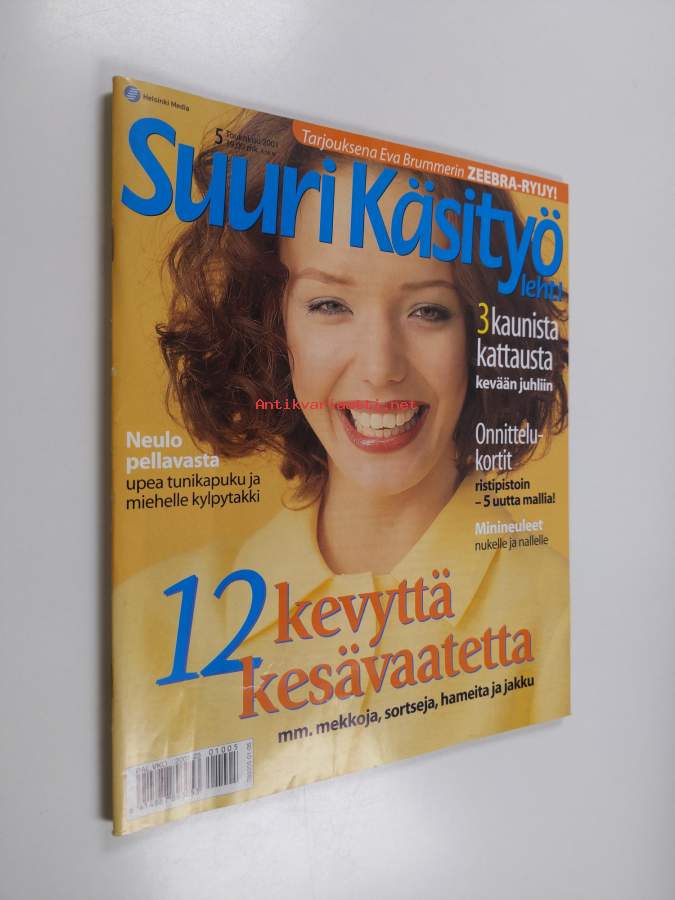 Helsinki Media
5 Toukokuu 2001
Tarjouksena Eva Brummerin ZEEBRA-RYIJY!
Suuri Käsityö
lehti
3 kaunista
kattausta
kevään juhliin
Antikvariaatti.net
Neulo
pellavasta
upea tunikapuku ja
miehelle kylpytakki
Onnittelu-
kortit
ristipistoin
– 5 uutta mallia!
Minineuleet
nukelle ja nallelle
12 kevyttä
kesävaatetta
mm. mekkoja, sortseja, hameita ja jakku
01005